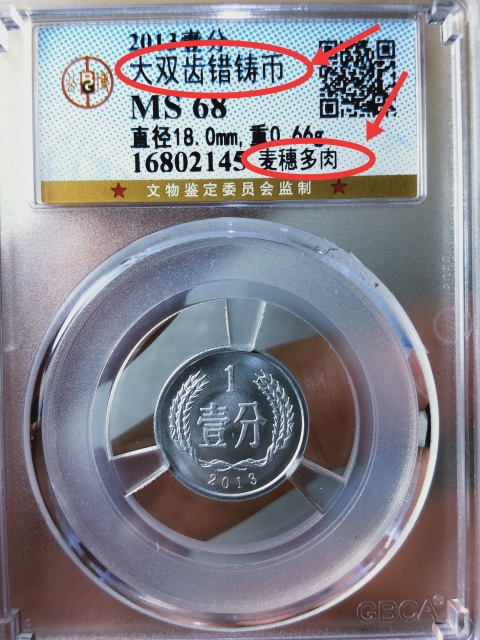 2013壹分
大双齿错铸币
MS 68
直径18.0mm,重0.66g
16802145 麦穗多肉
文物鉴定委员会监制
1
壹分
2013
GBCA